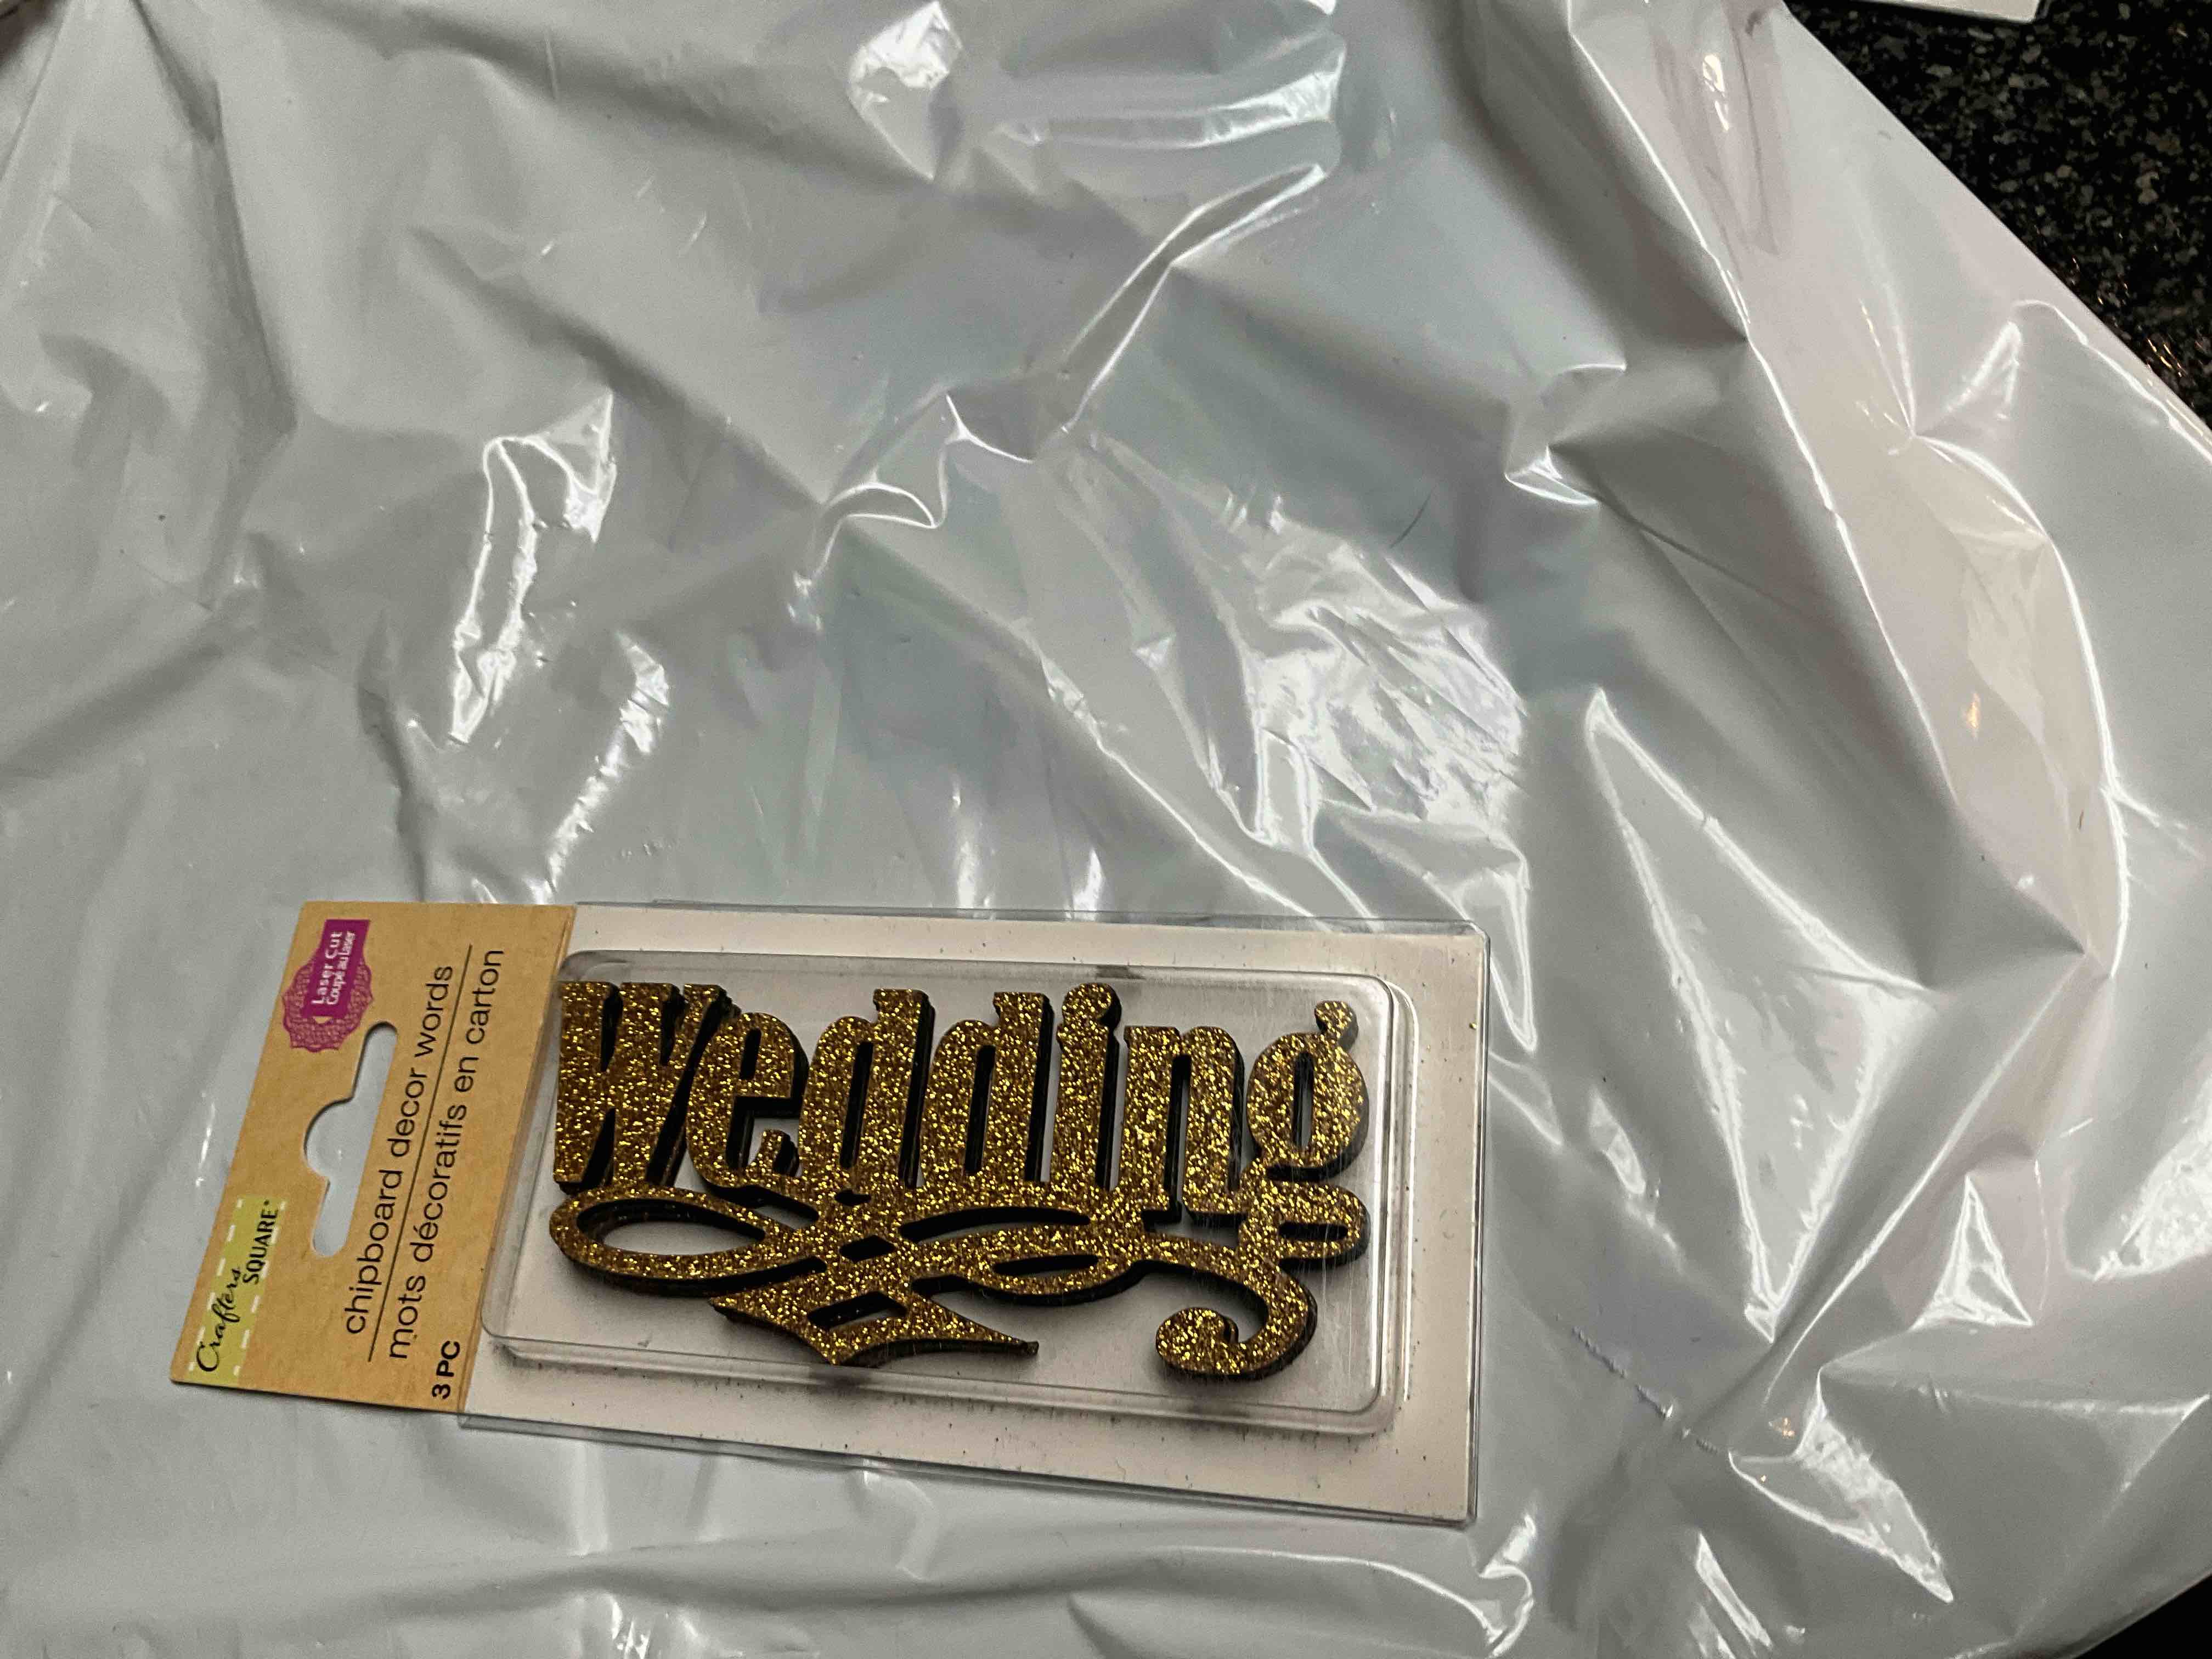 Laser Cut
Coupé au Laser
Crafters
SQUARE
chipboard decor words
mots décoratifs en carton
3 PC
Wedding